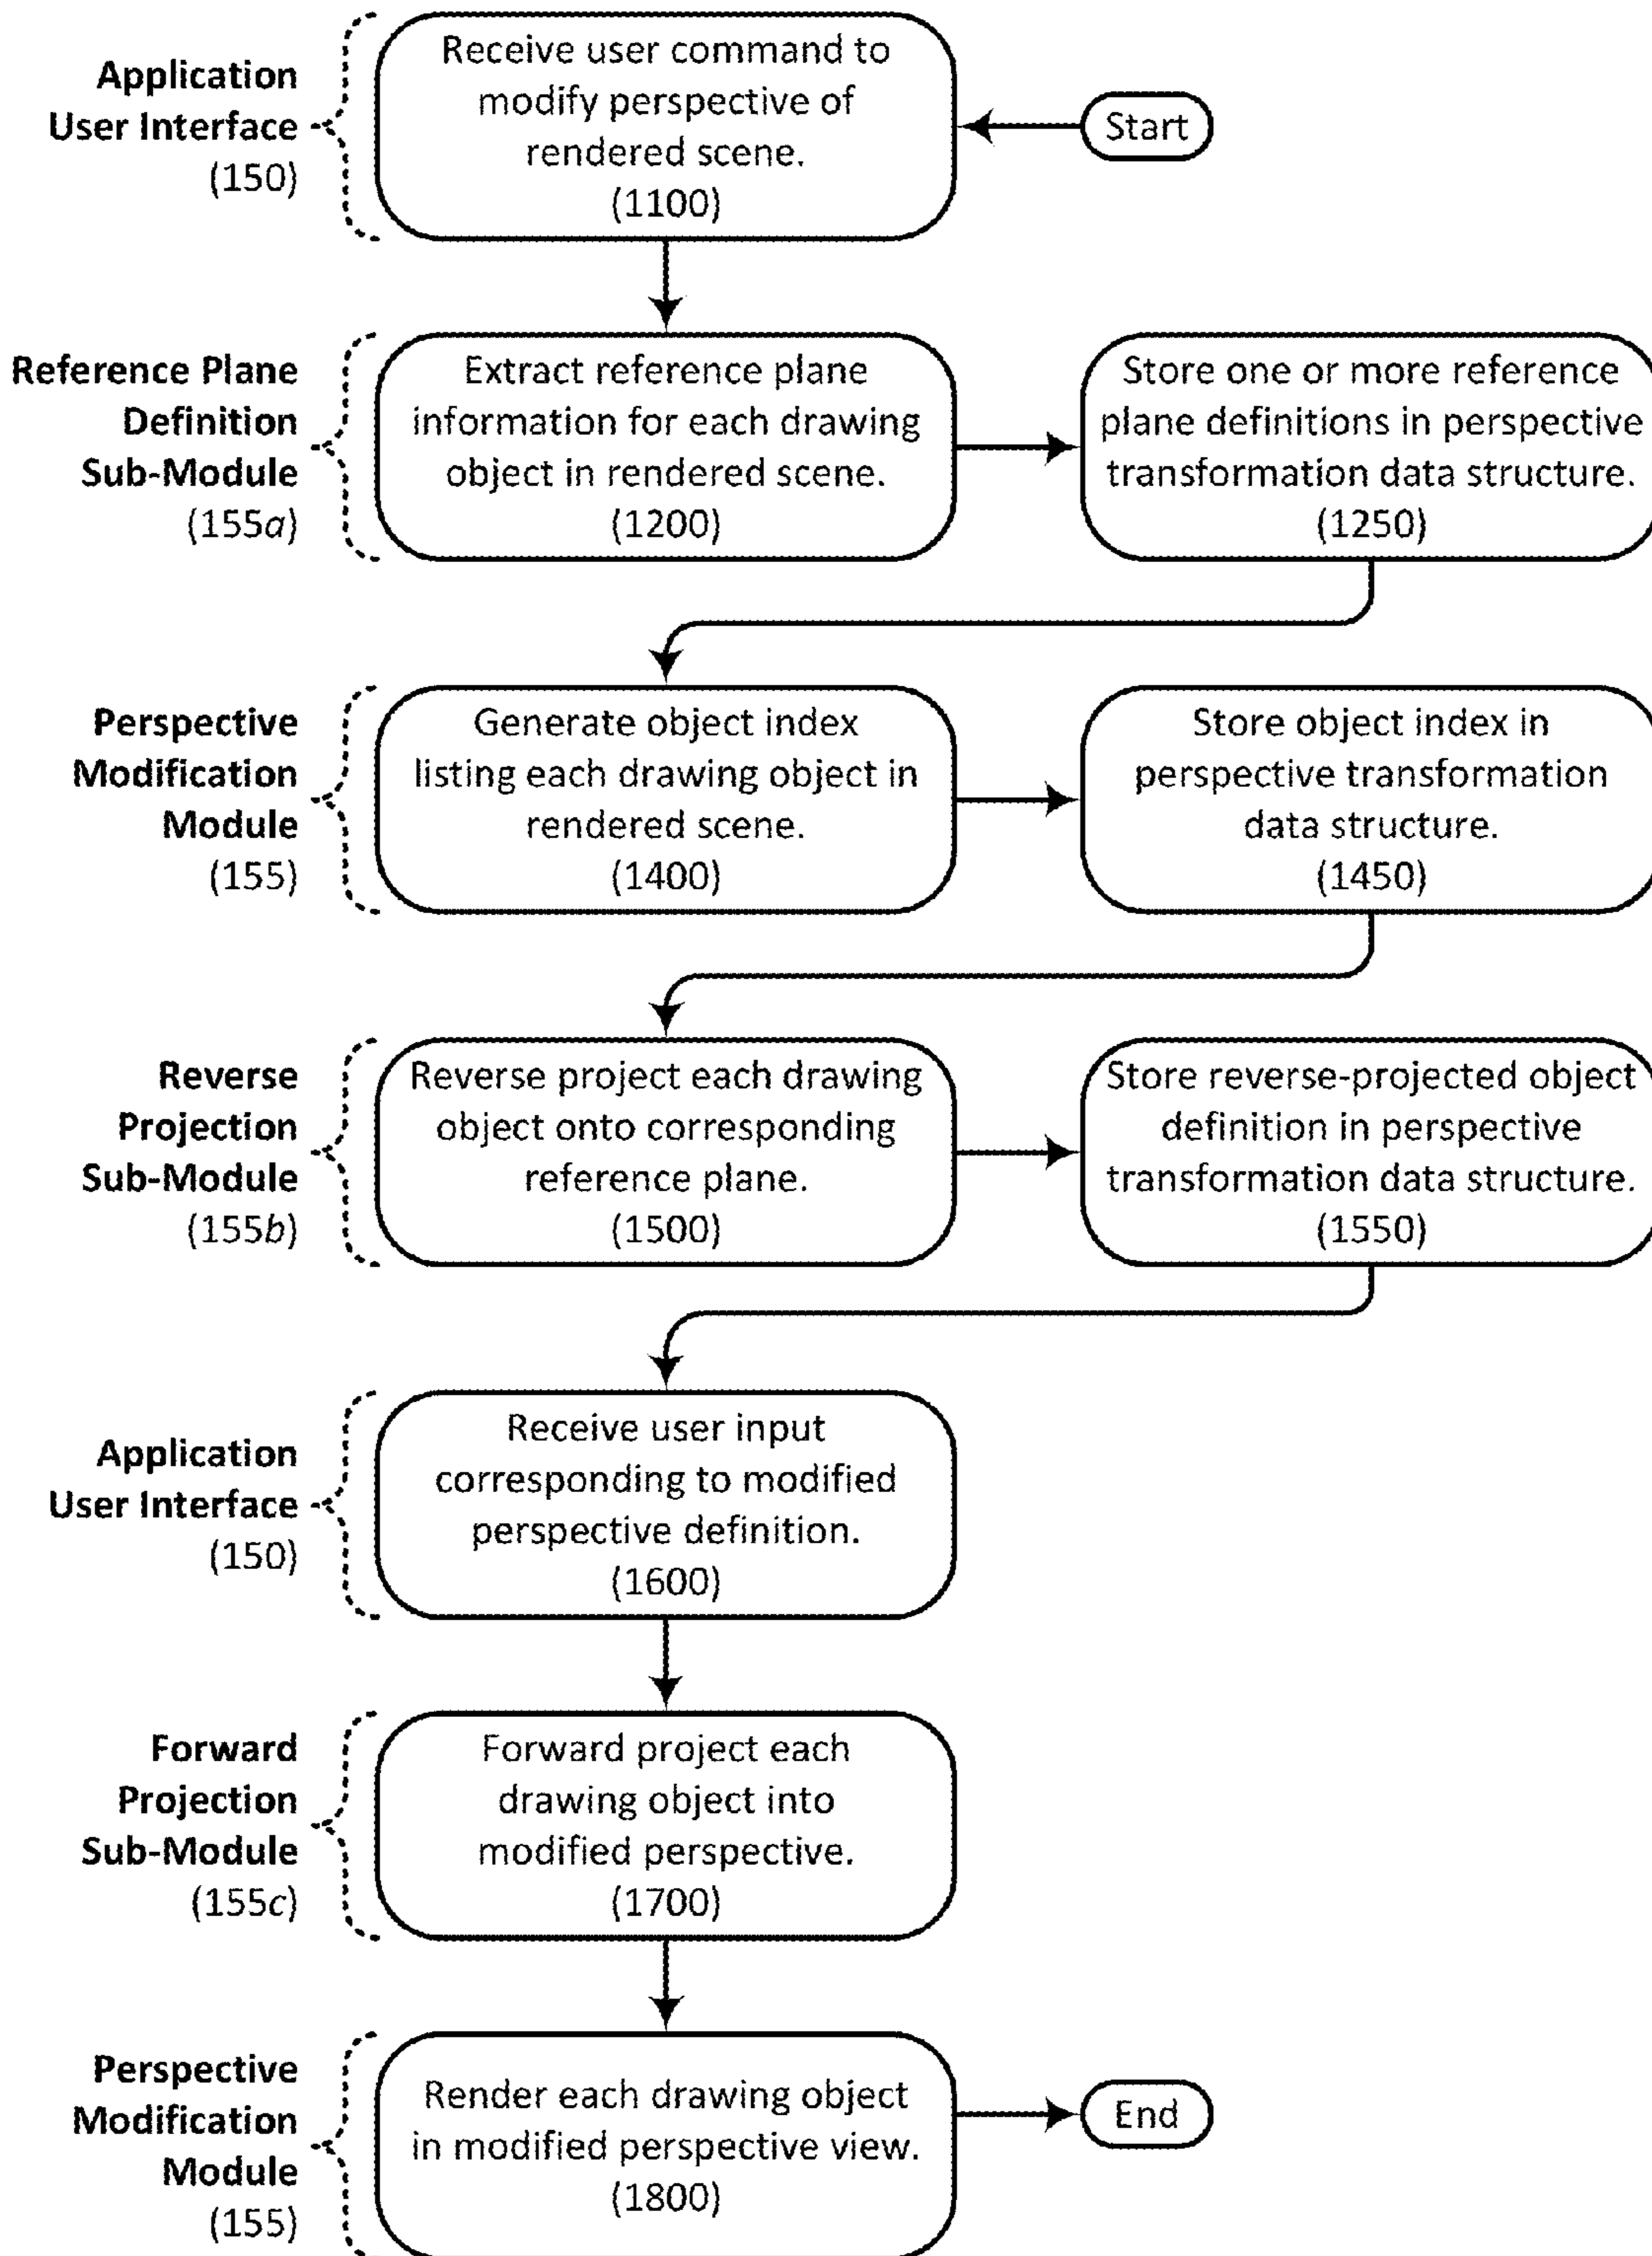 Application
User Interface
(150)
Receive user command to
modify perspective of
rendered scene.
(1100)
Start
Reference Plane
Definition
Sub-Module
(155a)
Extract reference plane
information for each drawing
object in rendered scene.
(1200)
Store one or more reference
plane definitions in perspective
transformation data structure.
(1250)
Perspective
Modification
Module
(155)
Generate object index
listing each drawing object in
rendered scene.
(1400)
Store object index in
perspective transformation
data structure.
(1450)
Reverse
Projection
Sub-Module
(155b)
Reverse project each drawing
object onto corresponding
reference plane.
(1500)
Store reverse-projected object
definition in perspective
transformation data structure.
(1550)
Application
User Interface
(150)
Receive user input
corresponding to modified
perspective definition.
(1600)
Forward
Projection
Sub-Module
(155c)
Forward project each
drawing object into
modified perspective.
(1700)
Perspective
Modification
Module
(155)
Render each drawing object
in modified perspective view.
(1800)
End